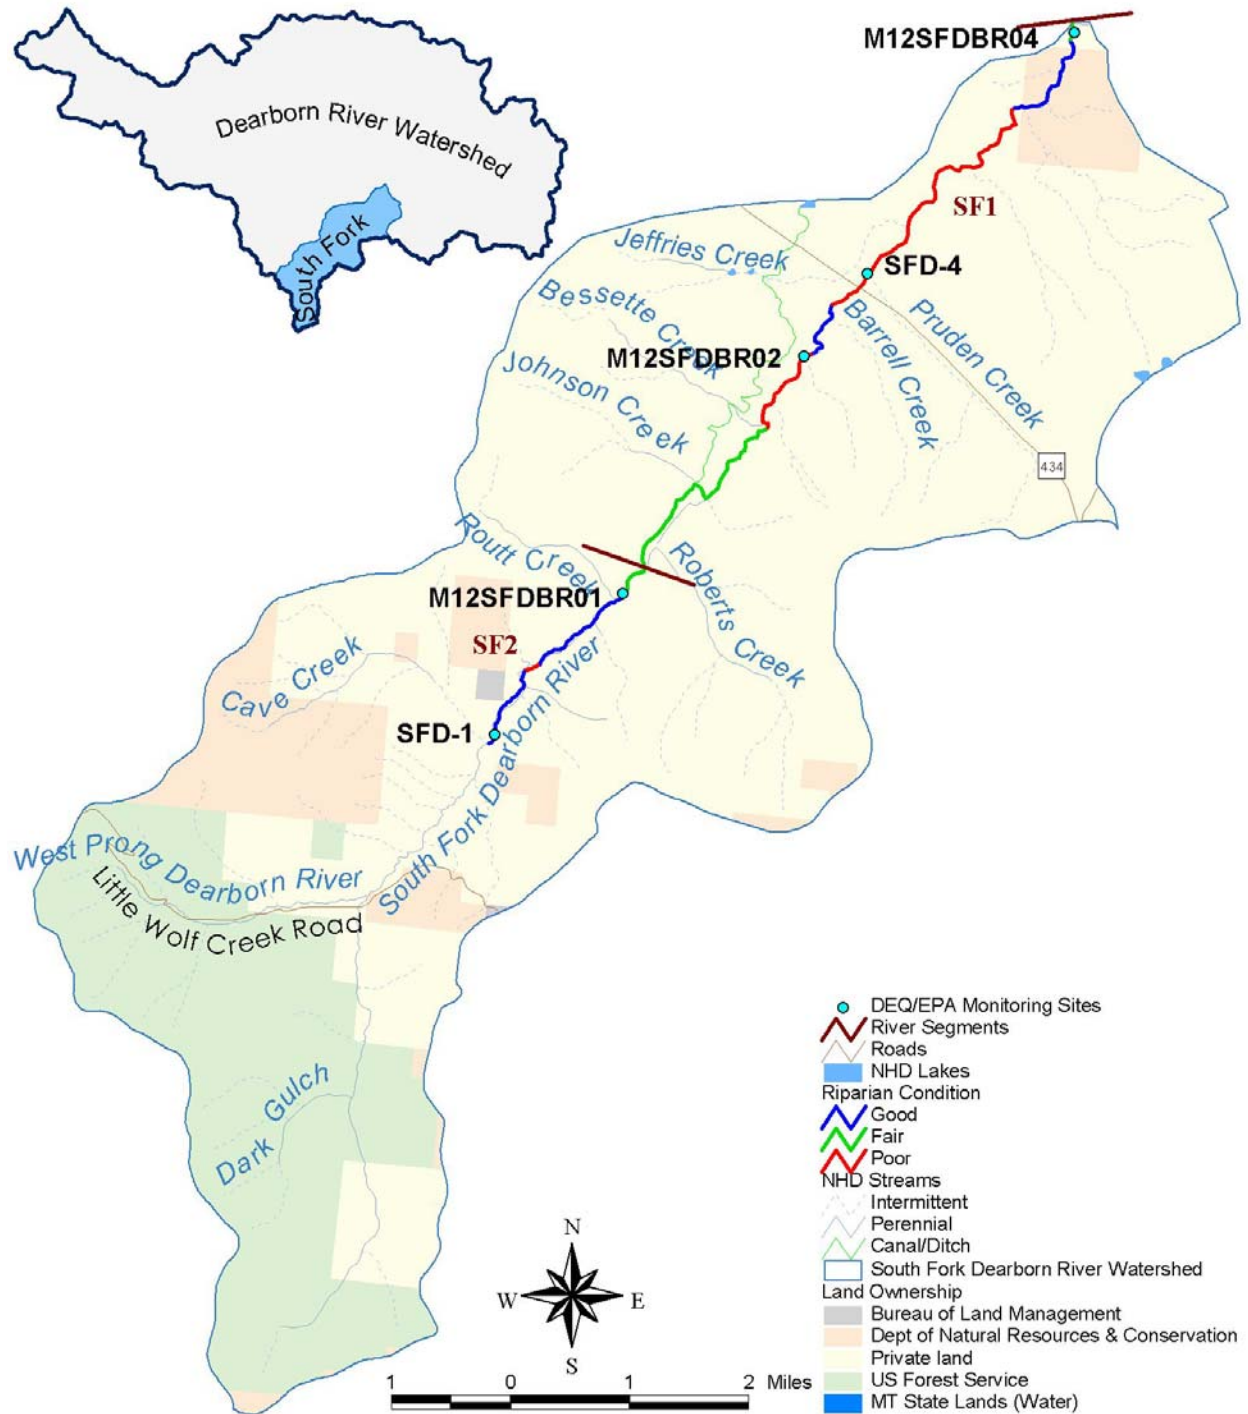 M12SFDBR04
Dearborn River Watershed
South Fork
SF1
Jeffries Creek
SFD-4
Bessette Creek
Barrell Creek
Pruden Creek
M12SFDBR02
Johnson Creek
434
Routt Creek
Roberts Creek
M12SFDBR01
SF2
Cave Creek
SFD-1
South Fork Dearborn River
West Prong Dearborn River
Little Wolf Creek Road
Dark Gulch
DEQ/EPA Monitoring Sites
River Segments
Roads
NHD Lakes
Riparian Condition
Good
Fair
Poor
NHD Streams
Intermittent
Perennial
Canal/Ditch
South Fork Dearborn River Watershed
Land Ownership
Bureau of Land Management
Dept of Natural Resources & Conservation
Private land
US Forest Service
MT State Lands (Water)
N
W E
S
1 0 1 2 Miles